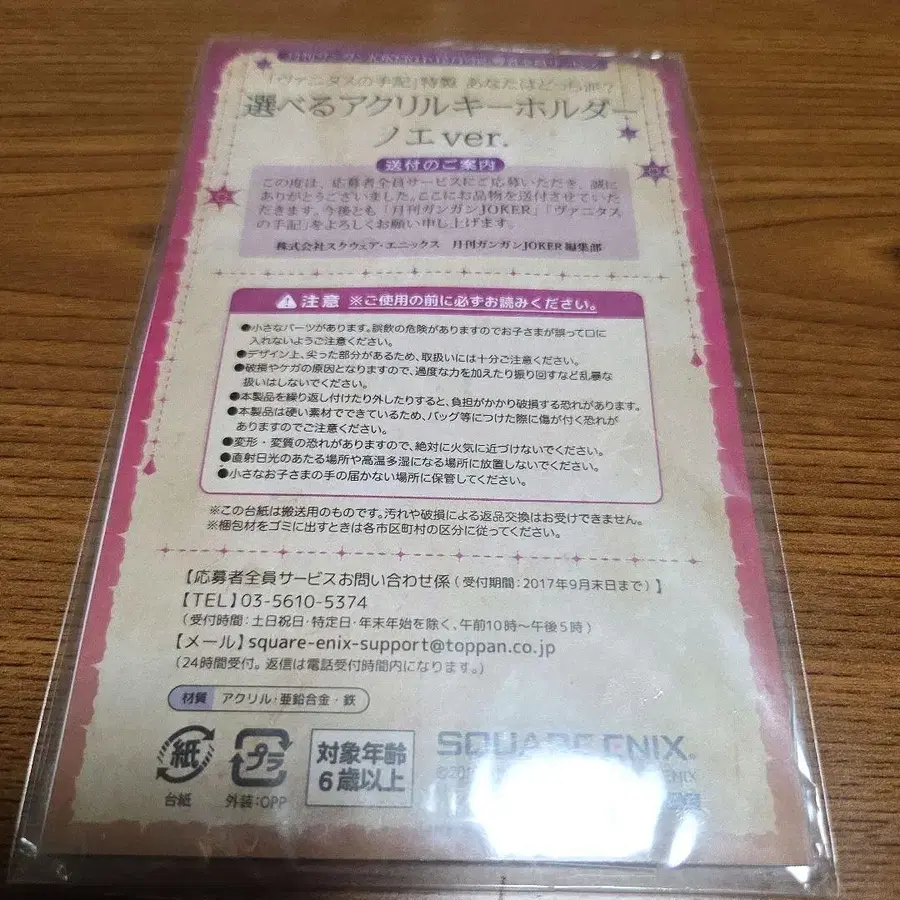 「ヴァニタスの手記」特製 あなたはどっち派?
選べるアクリルキーホルダー
ノエver.
送付のご案内
この度は、応募者全員サービスにご応募いただき、誠に
ありがとうございました。ここにお品物を送付させていた
だきます。今後とも「月刊ガンガンJOKER」「ヴァニタス
の手記」をよろしくお願い申し上げます。
株式会社スクウェア・エニックス 月刊ガンガンJOKER編集部
注意 ※ご使用の前に必ずお読みください。
●小さなパーツがあります。誤飲の危険がありますのでお子さまが誤って口に
入れないようご注意ください。
●デザイン上、尖った部分があるため、取扱いには十分ご注意ください。
●破損やケガの原因となりますので、過度な力を加えたり振り回すなど乱暴な
扱いはしないでください。
●本製品を繰り返し付けたり外したりすると、負担がかかり破損する恐れがあります。
●本製品は硬い素材でできているため、バッグ等につけた際に傷が付く恐れが
ありますのでご注意ください。
●変形・変質の恐れがありますので、絶対に火気に近づけないでください。
●直射日光のあたる場所や高温多湿になる場所に放置しないでください。
●小さなお子さまの手の届かない場所に保管してください。
※この台紙は搬送用のものです。汚れや破損による返品交換はお受けできません。
※梱包材をゴミに出すときは各市区町村の区分に従ってください。
【応募者全員サービスお問い合わせ係(受付期間:2017年9月末日まで)】
【TEL】03-5610-5374
(受付時間:土日祝日・特定日・年末年始を除く、午前10時〜午後5時)
【メール】square-enix-support@toppan.co.jp
(24時間受付。返信は電話受付時間内になります。)
材質 アクリル・亜鉛合金・鉄
紙
台紙
プラ
外装:OPP
対象年齢
6歳以上
SQUARE ENIX
ENIX